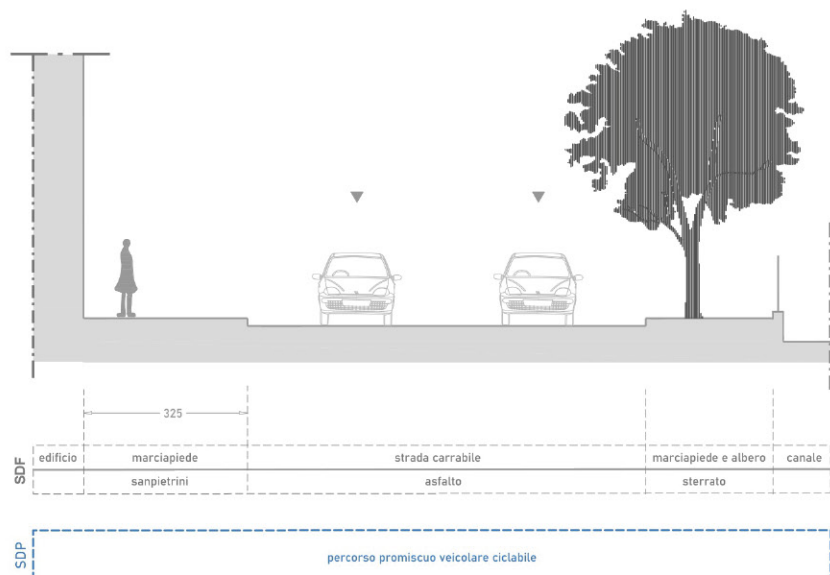 325
SDF
edificio marciapiede strada carrabile marciapiede e albero canale
sanpietrini asfalto sterrato
SDP
percorso promiscuo veicolare ciclabile